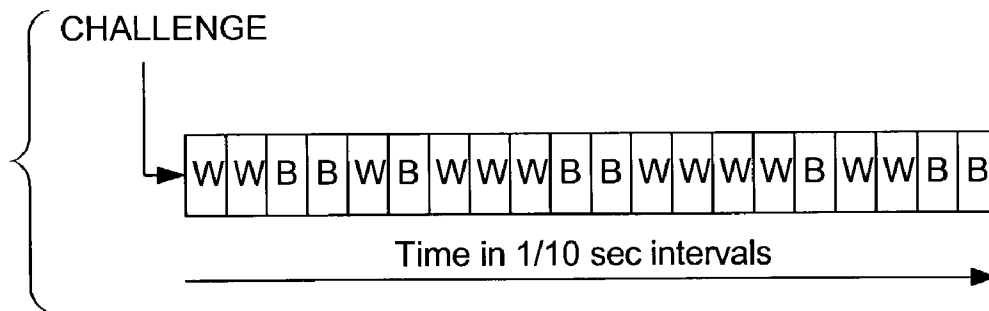 CHALLENGE
W W B B W B W W W B B W W W W B W W B B
Time in 1/10 sec intervals